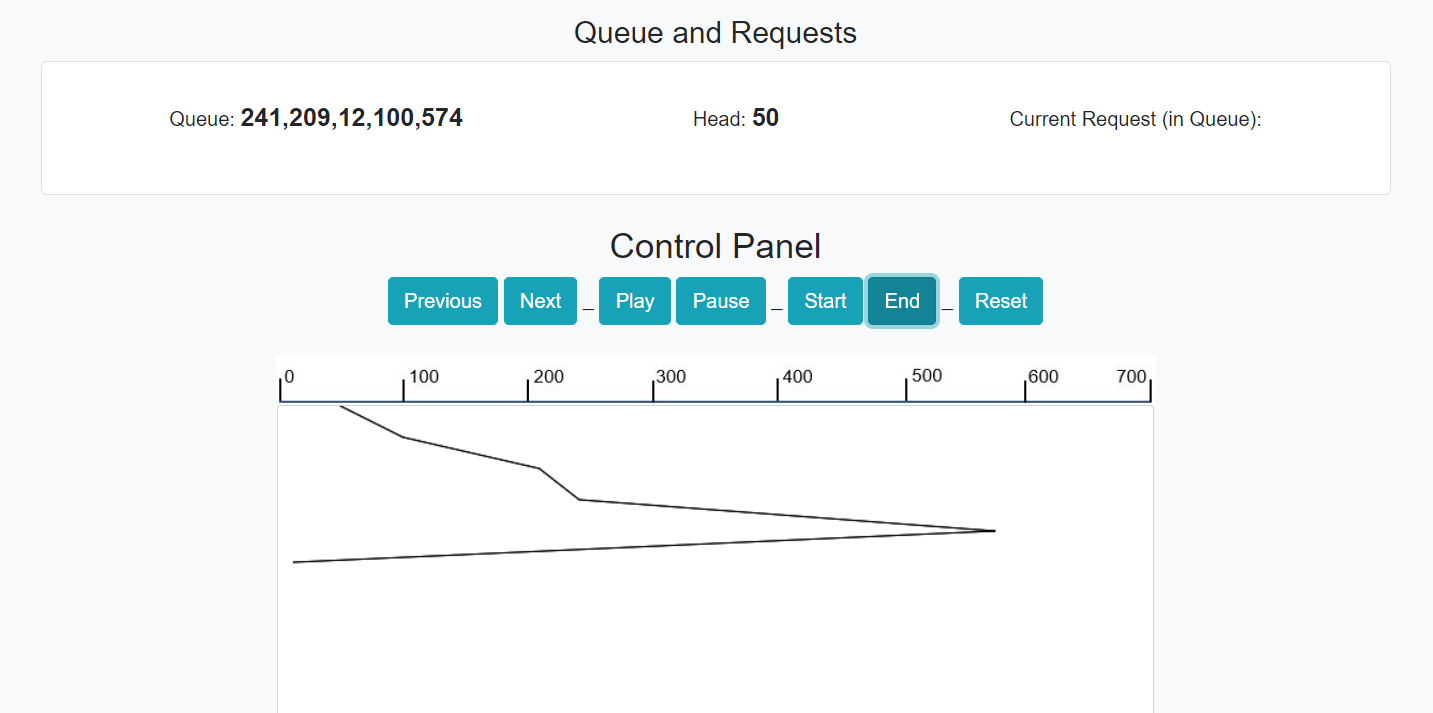 Queue and Requests
Queue: 241,209,12,100,574 Head: 50 Current Request (in Queue):
Control Panel
Previous Next _ Play Pause _ Start End _ Reset
0 100 200 300 400 500 600 700